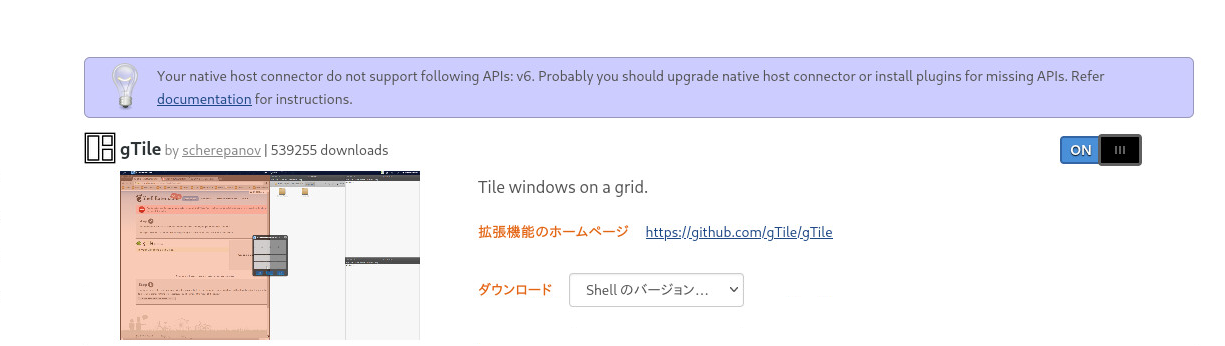 Your native host connector do not support following APIs: v6. Probably you should upgrade native host connector or install plugins for missing APIs. Refer
documentation for instructions.
gTile by scherepanov | 539255 downloads
ON
Tile windows on a grid.
拡張機能のホームページ https://github.com/gTile/gTile
ダウンロード Shell のバージョン...